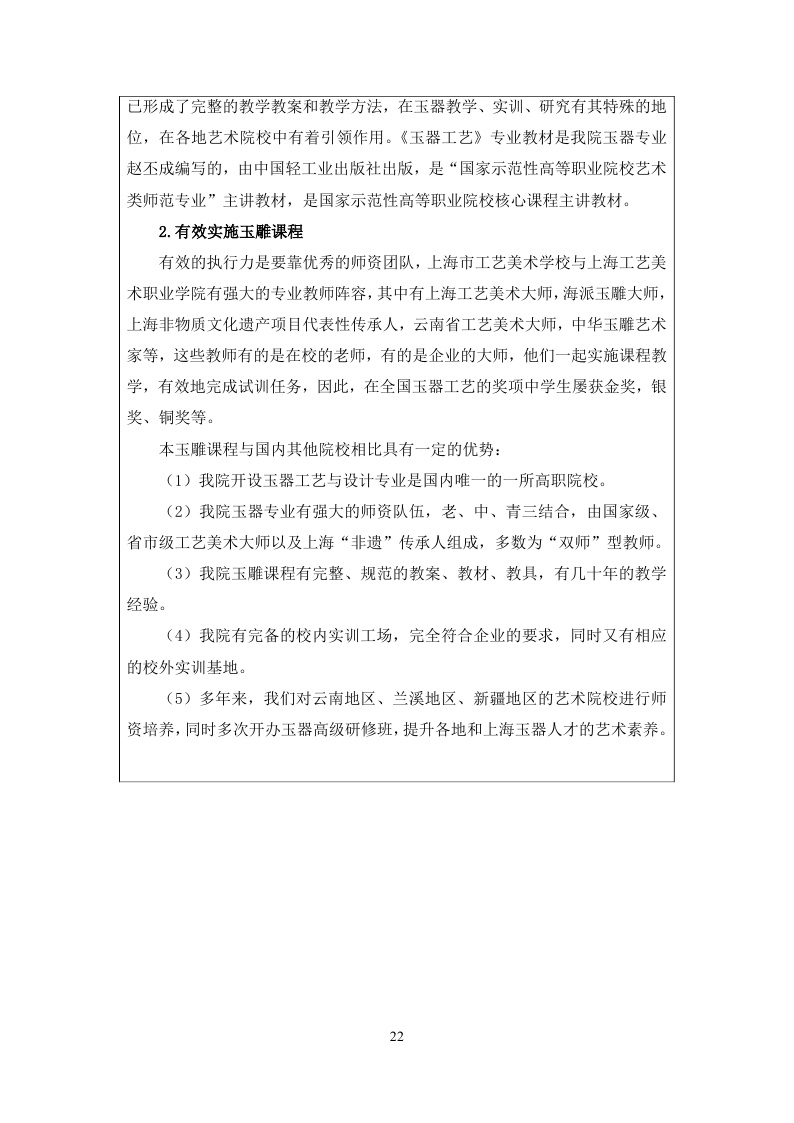 已形成了完整的教学教案和教学方法，在玉器教学、实训、研究有其特殊的地
位，在各地艺术院校中有着引领作用。《玉器工艺》专业教材是我院玉器专业
赵丕成编写的，由中国轻工业出版社出版，是“国家示范性高等职业院校艺术
类师范专业”主讲教材，是国家示范性高等职业院校核心课程主讲教材。
2.有效实施玉雕课程
有效的执行力是要靠优秀的师资团队，上海市工艺美术学校与上海工艺美
术职业学院有强大的专业教师阵容，其中有上海工艺美术大师，海派玉雕大师，
上海非物质文化遗产项目代表性传承人，云南省工艺美术大师，中华玉雕艺术
家等，这些教师有的是在校的老师，有的是企业的大师，他们一起实施课程教
学，有效地完成试训任务，因此，在全国玉器工艺的奖项中学生屡获金奖，银
奖、铜奖等。
本玉雕课程与国内其他院校相比具有一定的优势：
（1）我院开设玉器工艺与设计专业是国内唯一的一所高职院校。
（2）我院玉器专业有强大的师资队伍，老、中、青三结合，由国家级、
省市级工艺美术大师以及上海“非遗”传承人组成，多数为“双师”型教师。
（3）我院玉雕课程有完整、规范的教案、教材、教具，有几十年的教学
经验。
（4）我院有完备的校内实训工场，完全符合企业的要求，同时又有相应
的校外实训基地。
（5）多年来，我们对云南地区、兰溪地区、新疆地区的艺术院校进行师
资培养，同时多次开办玉器高级研修班，提升各地和上海玉器人才的艺术素养。
22